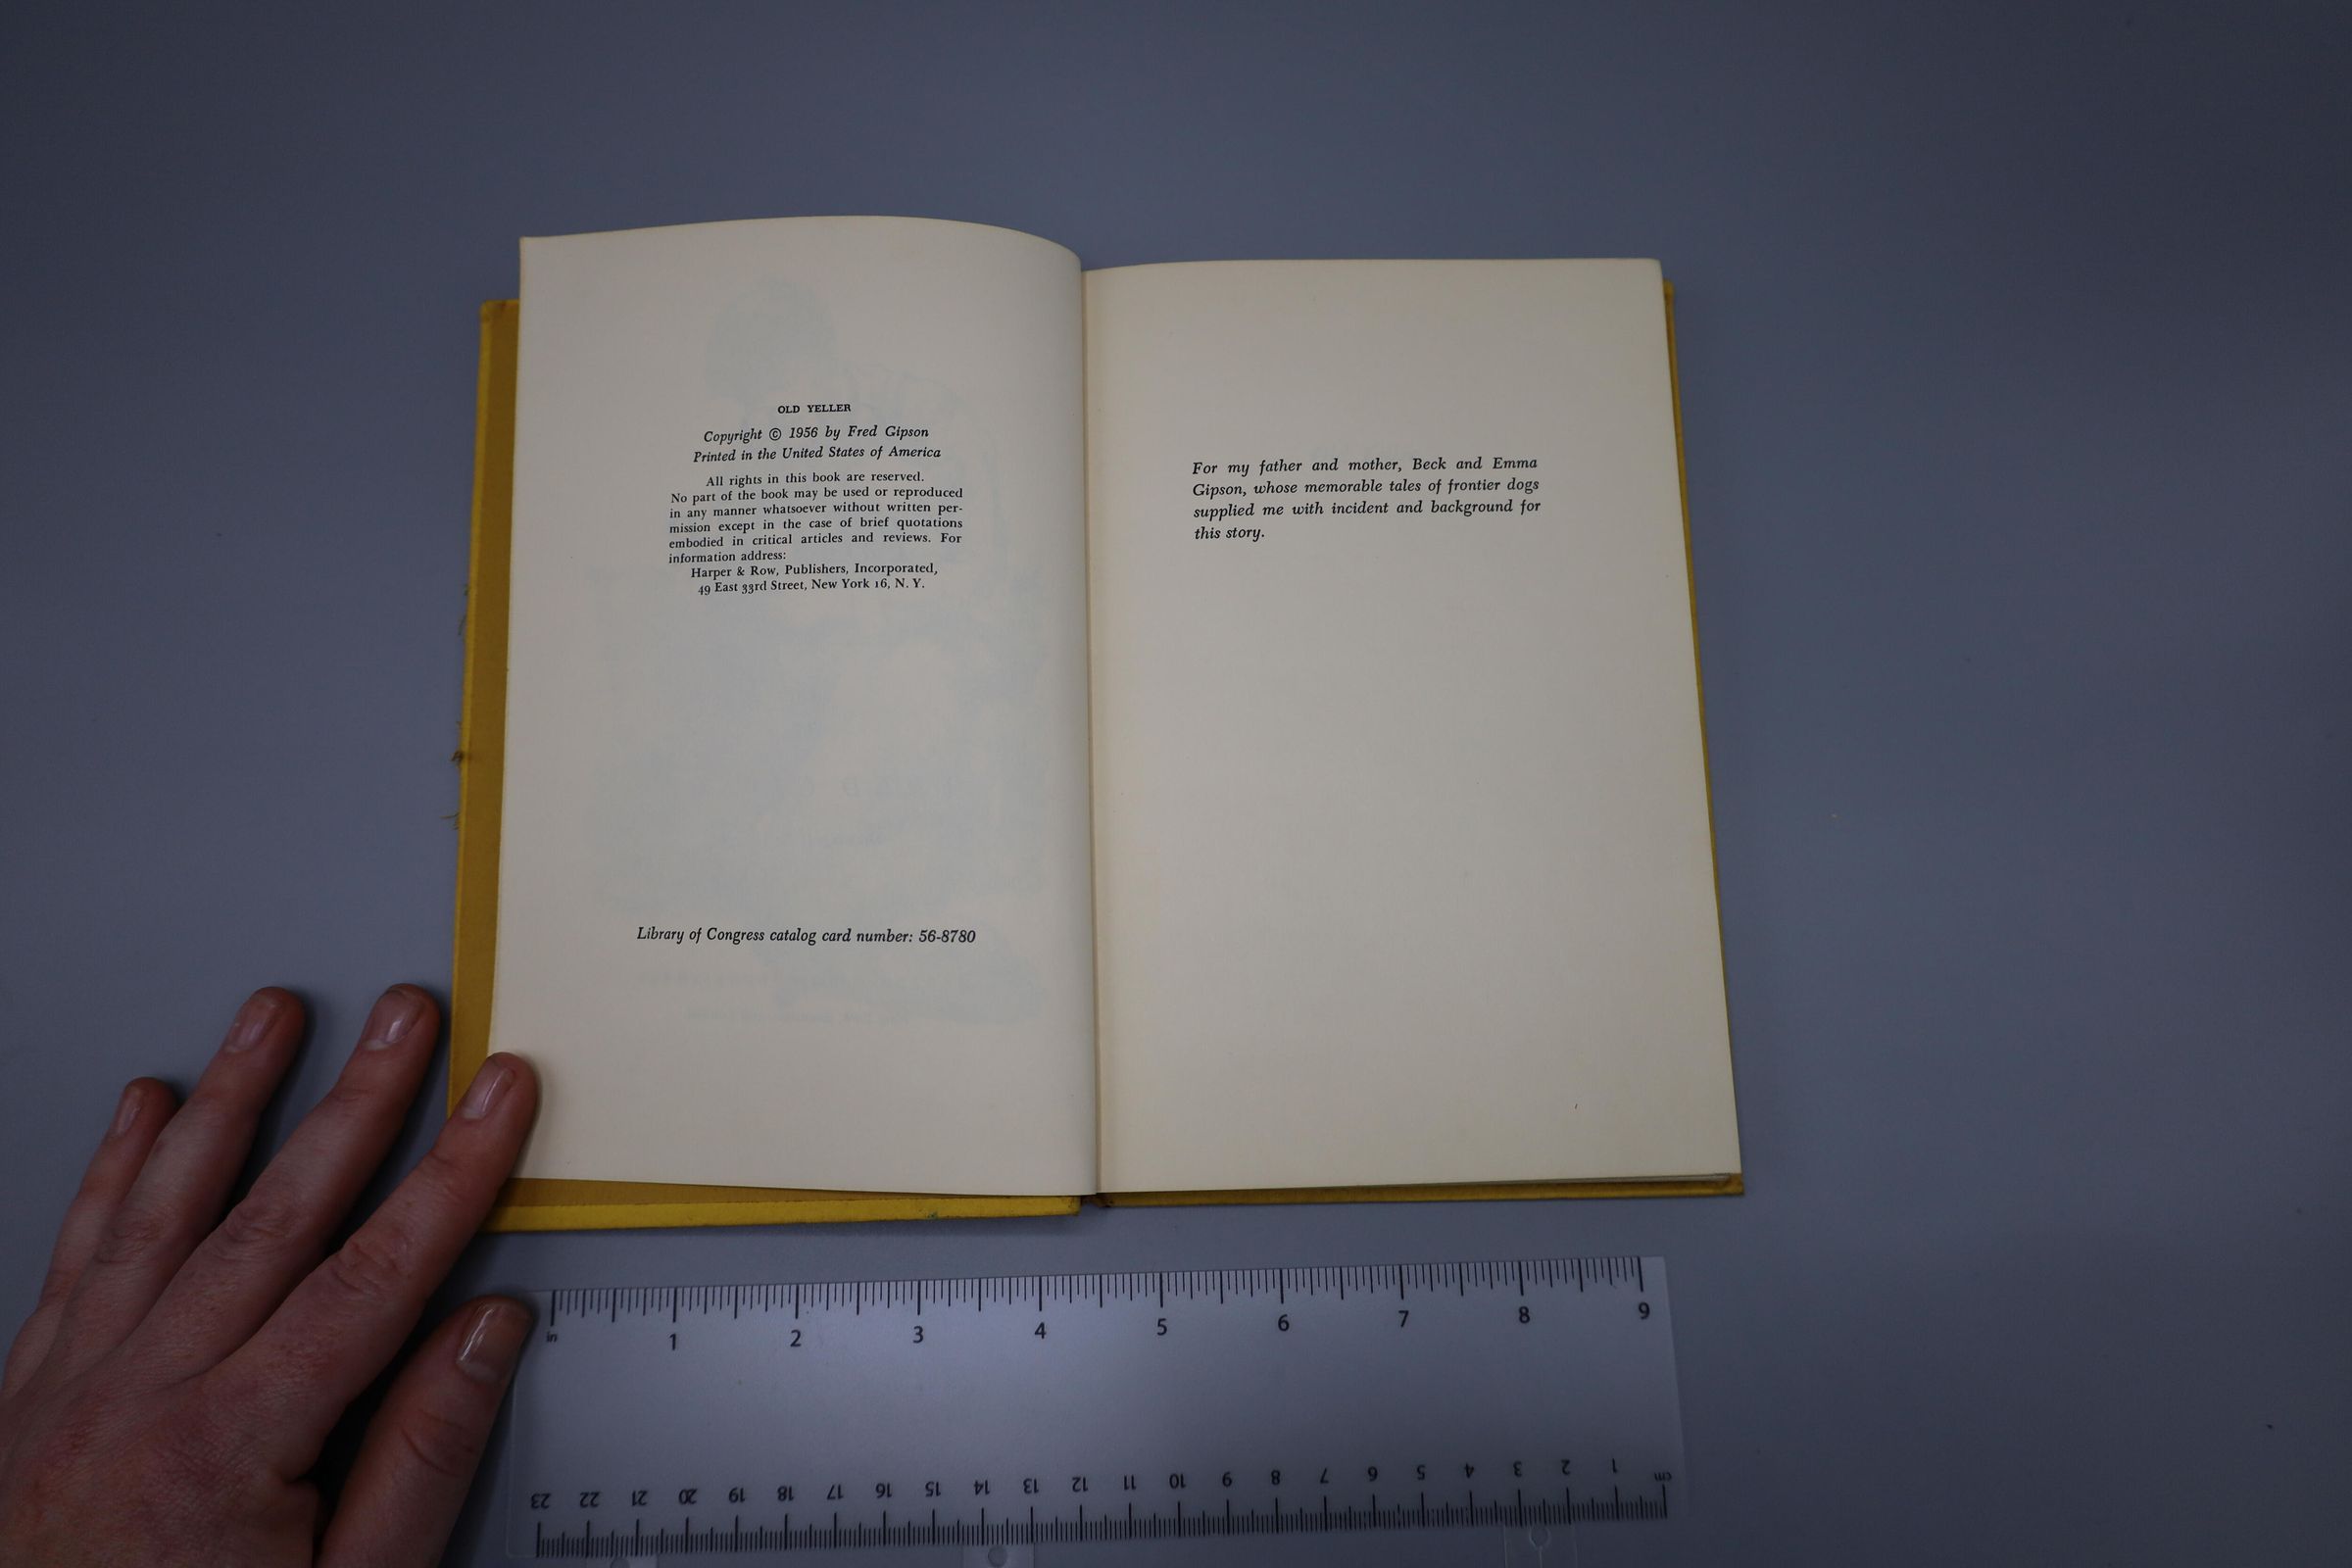 OLD YELLER
Copyright © 1956 by Fred Gipson
Printed in the United States of America
All rights in this book are reserved.
No part of the book may be used or reproduced
in any manner whatsoever without written per-
mission except in the case of brief quotations
embodied in critical articles and reviews. For
information address:
Harper & Row, Publishers, Incorporated,
49 East 33rd Street, New York 16, N. Y.
Library of Congress catalog card number: 56-8780
For my father and mother, Beck and Emma
Gipson, whose memorable tales of frontier dogs
supplied me with incident and background for
this story.
in 1 2 3 4 5 6 7 8 9
23 22 21 20 19 18 17 16 15 14 13 12 11 10 9 8 7 6 5 4 3 2 1 cm